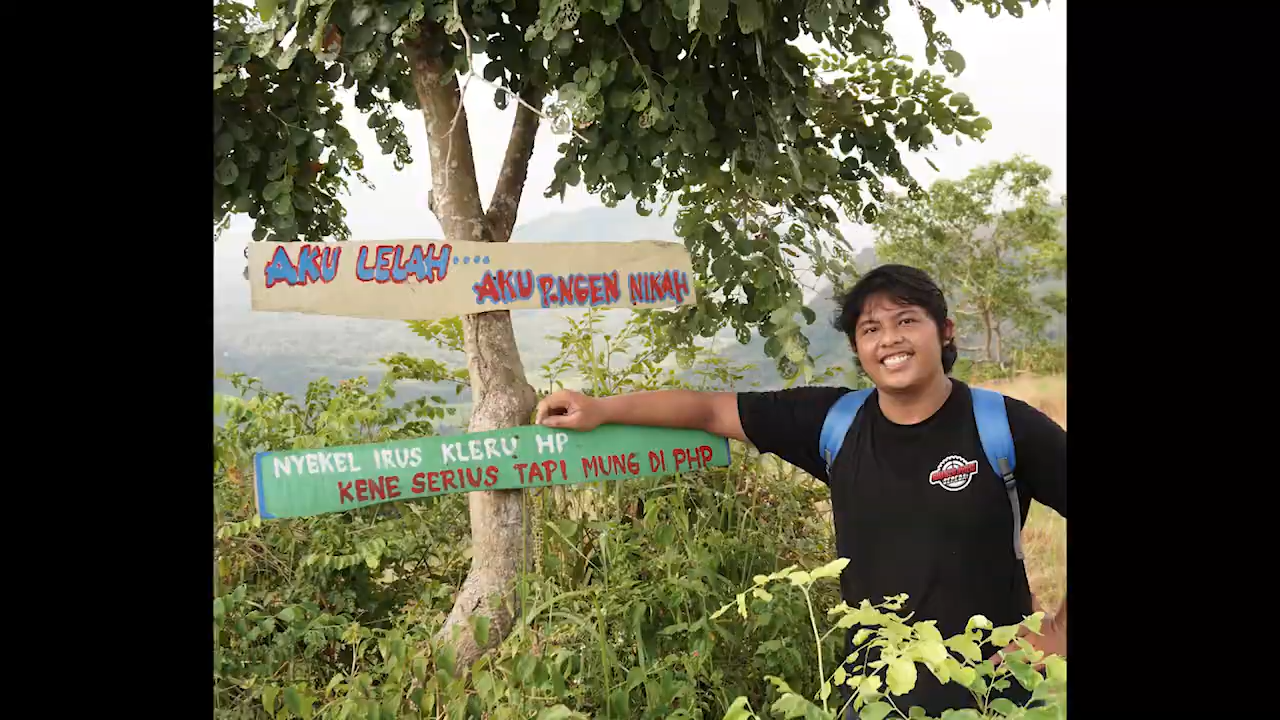 AKU LELAH....
AKU P.NGEN NIKAH
NYEKEL IRUS KLERU HP
KENE SERIUS TAPI MUNG DI PHP